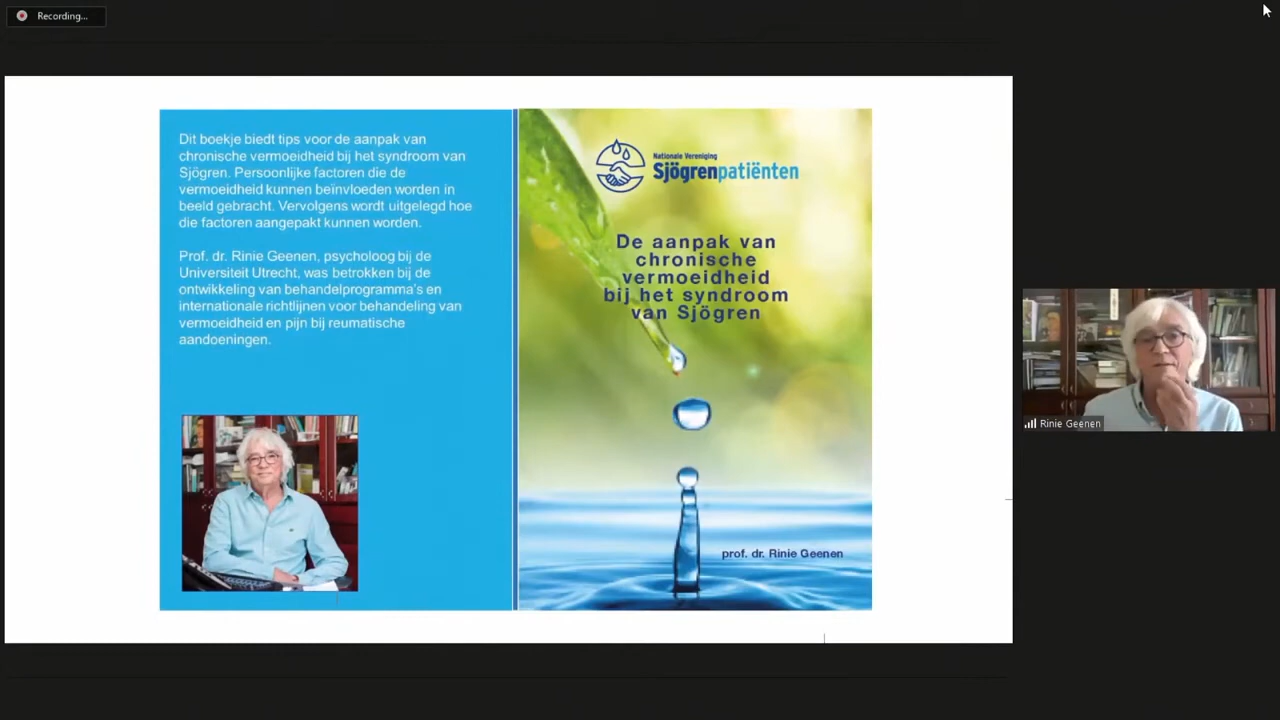 Recording...
Dit boekje biedt tips voor de aanpak van
chronische vermoeidheid bij het syndroom van
Sjögren. Persoonlijke factoren die de
vermoeidheid kunnen beïnvloeden worden in
beeld gebracht. Vervolgens wordt uitgelegd hoe
die factoren aangepakt kunnen worden.
Prof. dr. Rinie Geenen, psycholoog bij de
Universiteit Utrecht, was betrokken bij de
ontwikkeling van behandelprogramma's en
internationale richtlijnen voor behandeling van
vermoeidheid en pijn bij reumatische
aandoeningen.
Nationale Vereniging
Sjögrenpatiënten
De aanpak van
chronische
vermoeidheid
bij het syndroom
van Sjögren
prof. dr. Rinie Geenen
Rinie Geenen